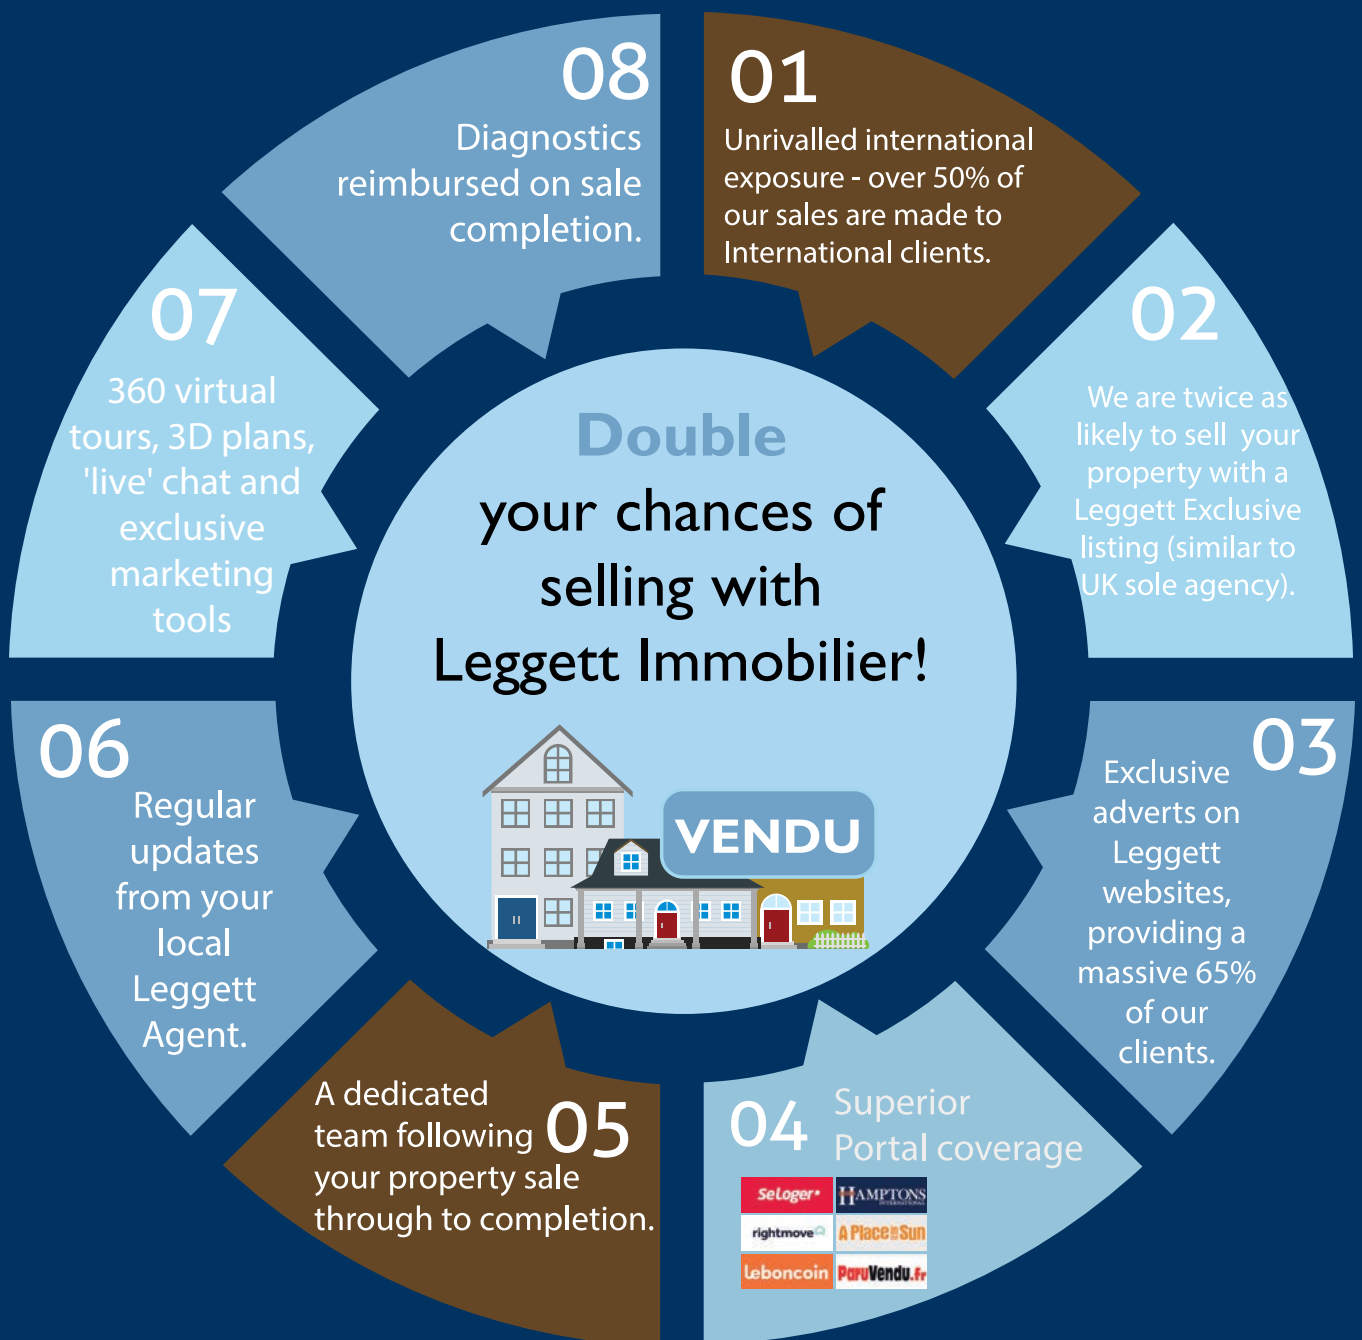 Double
your chances of
selling with
Leggett Immobilier!
VENDU
01
Unrivalled international
exposure - over 50% of
our sales are made to
International clients.
02
We are twice as
likely to sell your
property with a
Leggett Exclusive
listing (similar to
UK sole agency).
03
Exclusive
adverts on
Leggett
websites,
providing a
massive 65%
of our
clients.
04
Superior
Portal coverage
SeLoger
HAMPTONS
INTERNATIONAL
rightmove
A Place in the Sun
leboncoin
ParuVendu.fr
05
A dedicated
team following
your property sale
through to completion.
06
Regular
updates
from your
local
Leggett
Agent.
07
360 virtual
tours, 3D plans,
'live' chat and
exclusive
marketing
tools
08
Diagnostics
reimbursed on sale
completion.